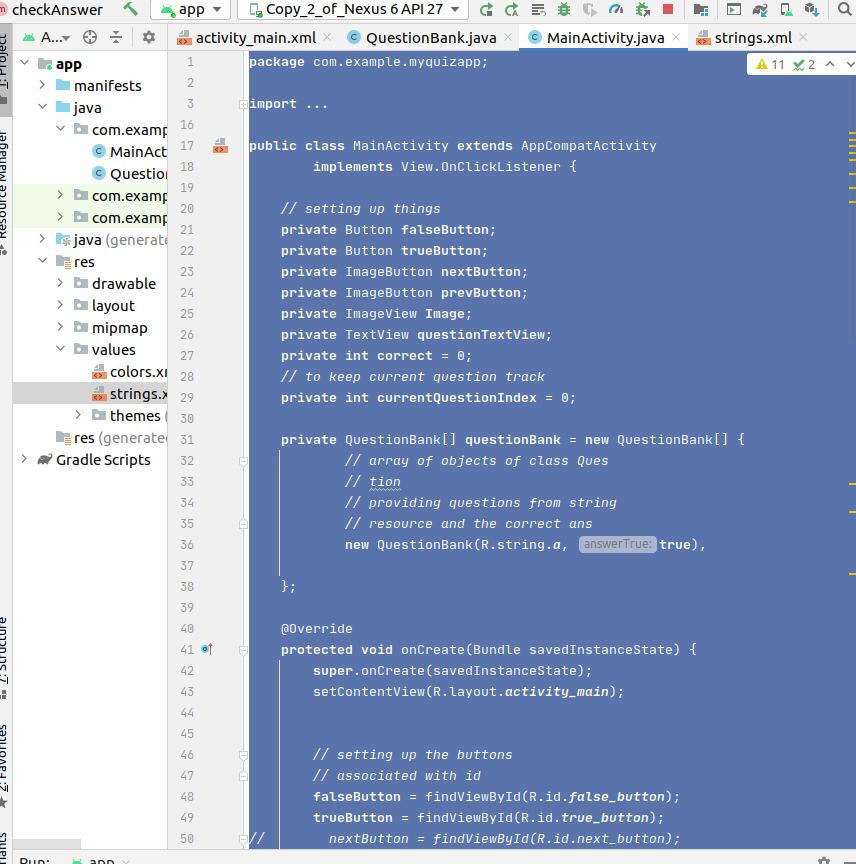 checkAnswer app Copy_2_of_Nexus 6 API 27
A... activity_main.xml QuestionBank.java MainActivity.java strings.xml
1: Project
Resource Manager
7: Structure
2: Favorites
app
manifests
java
com.examp
MainAct
Question
com.examp
com.examp
java (generate
res
drawable
layout
mipmap
values
colors.x
strings.x
themes (
res (generate
Gradle Scripts
11 2
1 package com.example.myquizapp;
2
3 import ...
16
17 public class MainActivity extends AppCompatActivity
18 implements View.OnClickListener {
19
20 // setting up things
21 private Button falseButton;
22 private Button trueButton;
23 private ImageButton nextButton;
24 private ImageButton prevButton;
25 private ImageView Image;
26 private TextView questionTextView;
27 private int correct = 0;
28 // to keep current question track
29 private int currentQuestionIndex = 0;
30
31 private QuestionBank[] questionBank = new QuestionBank[] {
32 // array of objects of class Ques
33 // tion
34 // providing questions from string
35 // resource and the correct ans
36 new QuestionBank(R.string.a, answerTrue: true),
37
38 };
39
40 @Override
41 protected void onCreate(Bundle savedInstanceState) {
42 super.onCreate(savedInstanceState);
43 setContentView(R.layout.activity_main);
44
45
46 // setting up the buttons
47 // associated with id
48 falseButton = findViewById(R.id.false_button);
49 trueButton = findViewById(R.id.true_button);
50 // nextButton = findViewById(R.id.next_button);
Run: app